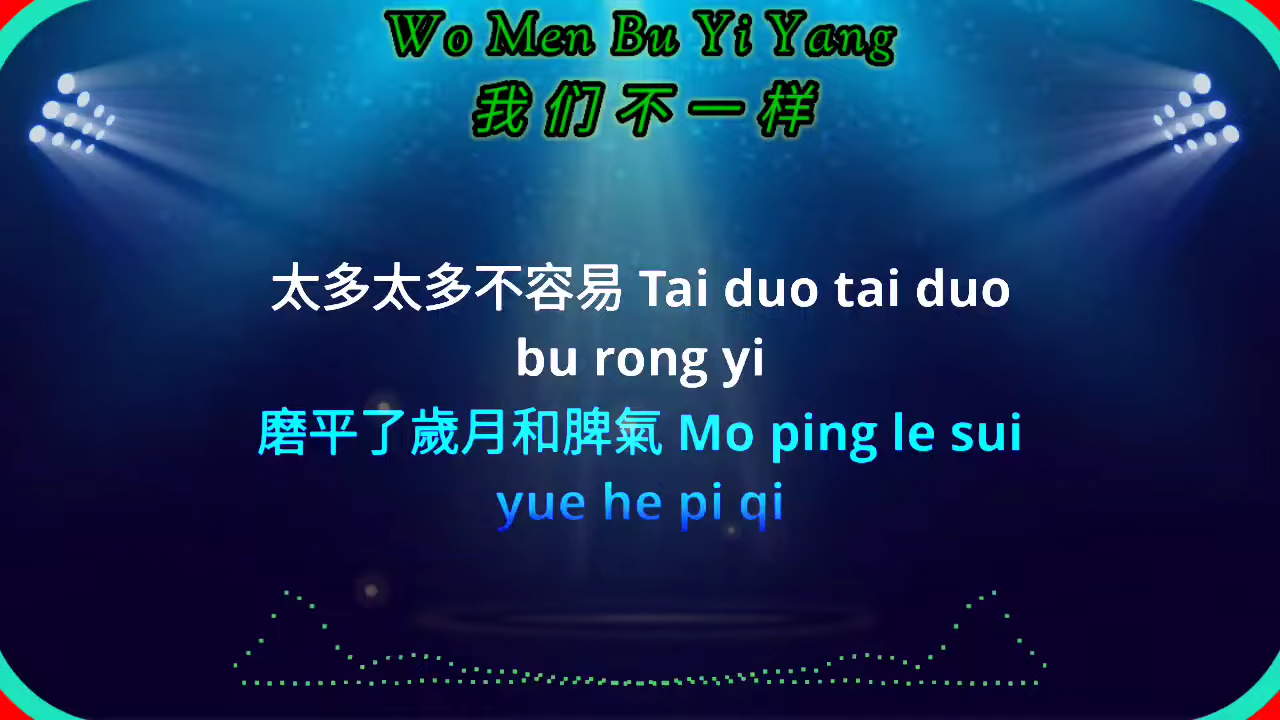 Wo Men Bu Yi Yang
我们不一样
太多太多不容易 Tai duo tai duo
bu rong yi
磨平了歲月和脾氣 Mo ping le sui
yue he pi qi